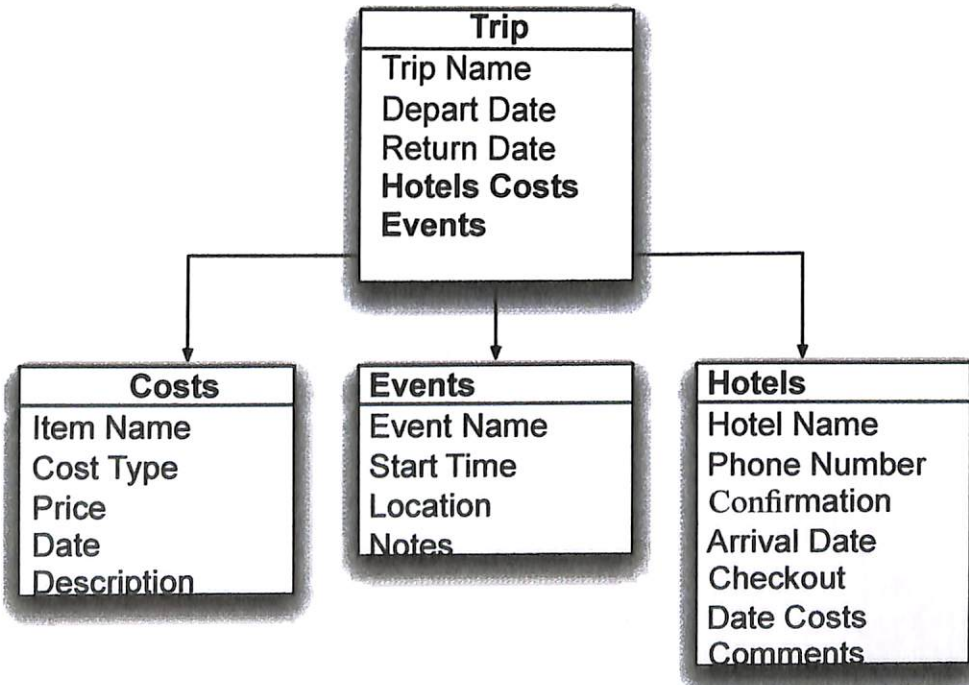 Trip
Trip Name
Depart Date
Return Date
Hotels Costs
Events
Costs
Item Name
Cost Type
Price
Date
Description
Events
Event Name
Start Time
Location
Notes
Hotels
Hotel Name
Phone Number
Confirmation
Arrival Date
Checkout
Date Costs
Comments